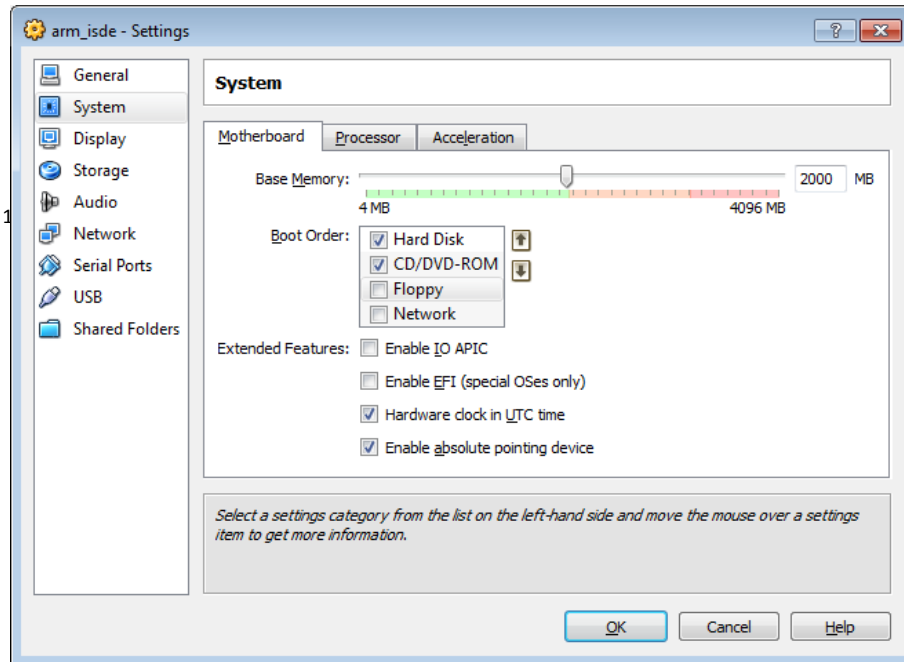 arm_isde - Settings
General
System
Display
Storage
Audio
1
Network
Serial Ports
USB
Shared Folders
System
Motherboard Processor Acceleration
Base Memory: 2000 MB
4 MB 4096 MB
Boot Order: Hard Disk
CD/DVD-ROM
Floppy
Network
Extended Features: Enable IO APIC
Enable EFI (special OSes only)
Hardware clock in UTC time
Enable absolute pointing device
Select a settings category from the list on the left-hand side and move the mouse over a settings
item to get more information.
OK Cancel Help